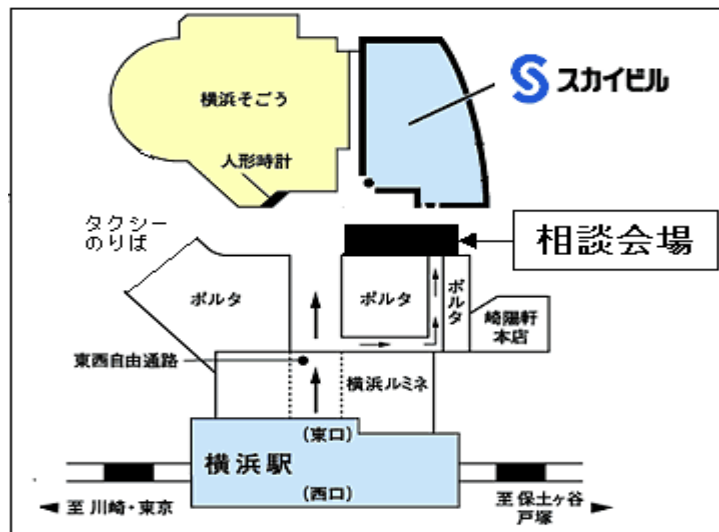 横浜そごう
スカイビル
人形時計
タクシー
のりば
相談会場
ポルタ
ポルタ
ポルタ
崎陽軒
本店
東西自由通路
横浜ルミネ
(東口)
横浜駅
(西口)
至 川崎・東京
至 保土ヶ谷
戸塚